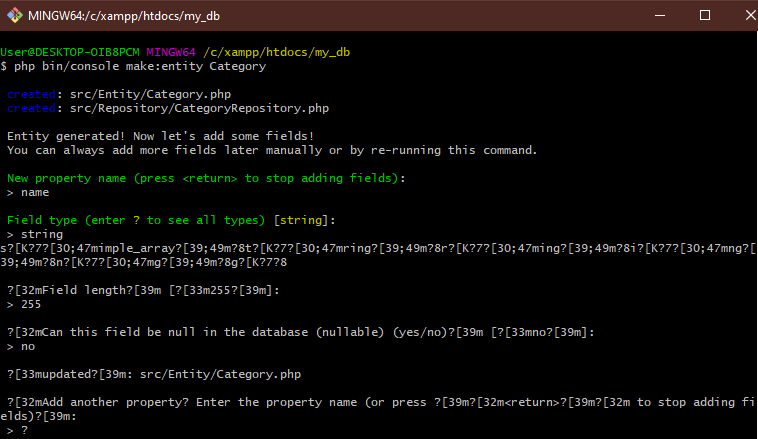 MINGW64:/c/xampp/htdocs/my_db
User@DESKTOP-OIB8PCM MINGW64 /c/xampp/htdocs/my_db
$ php bin/console make:entity Category
created: src/Entity/Category.php
created: src/Repository/CategoryRepository.php
Entity generated! Now let's add some fields!
You can always add more fields later manually or by re-running this command.
New property name (press <return> to stop adding fields):
> name
Field type (enter ? to see all types) [string]:
> string
s?[K?7?[30;47mimple_array?[39;49m?8t?[K?7?[30;47mring?[39;49m?8r?[K?7?[30;47ming?[39;49m?8i?[K?7?[30;47mng?[
39;49m?8n?[K?7?[30;47mg?[39;49m?8g?[K?7?8
?[32mField length?[39m [?[33m255?[39m]:
> 255
?[32mCan this field be null in the database (nullable) (yes/no)?[39m [?[33mno?[39m]:
> no
?[33mupdated?[39m: src/Entity/Category.php
?[32mAdd another property? Enter the property name (or press ?[39m?[32m<return>?[39m?[32m to stop adding fi
elds)?[39m:
> ?